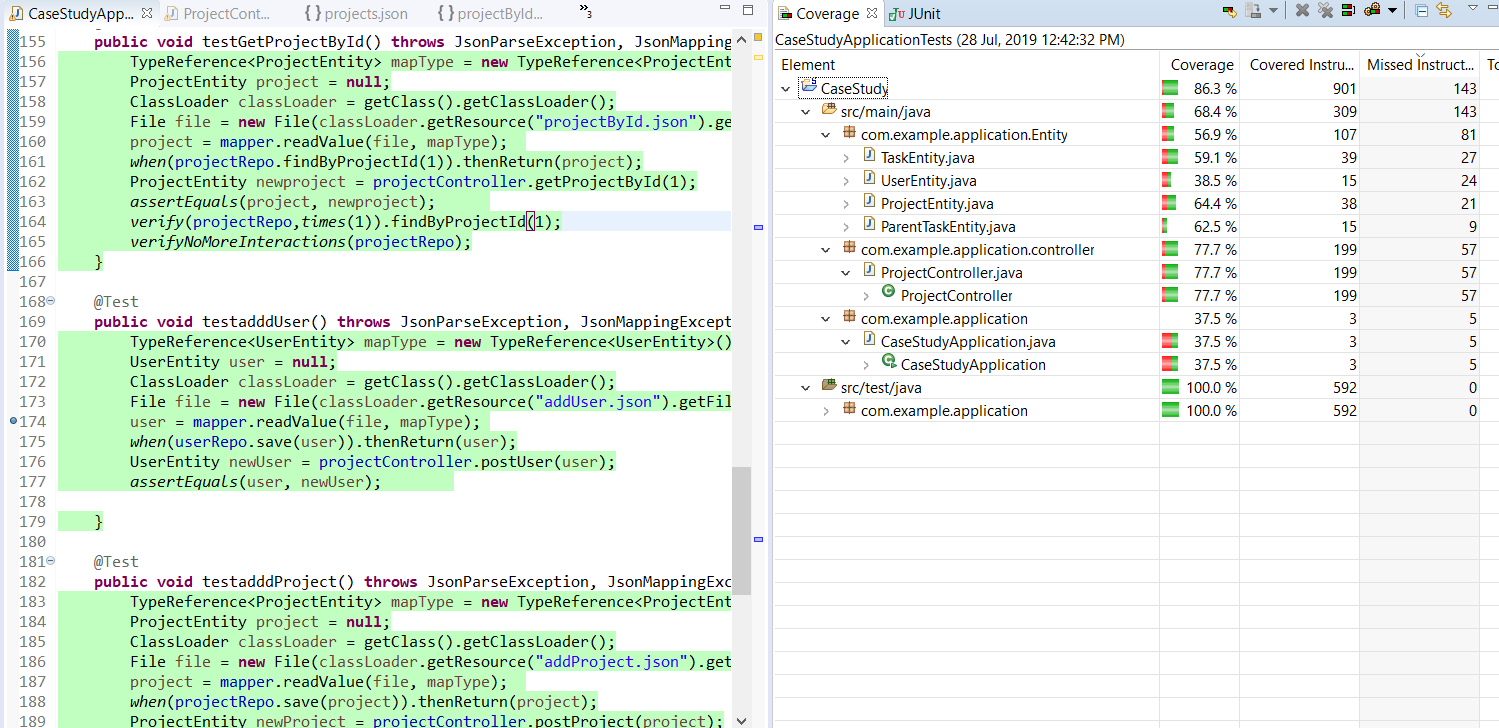 CaseStudyApp...
ProjectCont...
{ } projects.json
{ } projectById...
»3
155 public void testGetProjectById() throws JsonParseException, JsonMapping
156 TypeReference<ProjectEntity> mapType = new TypeReference<ProjectEnt
157 ProjectEntity project = null;
158 ClassLoader classLoader = getClass().getClassLoader();
159 File file = new File(classLoader.getResource("projectById.json").ge
160 project = mapper.readValue(file, mapType);
161 when(projectRepo.findByProjectId(1)).thenReturn(project);
162 ProjectEntity newproject = projectController.getProjectById(1);
163 assertEquals(project, newproject);
164 verify(projectRepo,times(1)).findByProjectId(1);
165 verifyNoMoreInteractions(projectRepo);
166 }
167
168 @Test
169 public void testadddUser() throws JsonParseException, JsonMappingExcept
170 TypeReference<UserEntity> mapType = new TypeReference<UserEntity>()
171 UserEntity user = null;
172 ClassLoader classLoader = getClass().getClassLoader();
173 File file = new File(classLoader.getResource("addUser.json").getFil
174 user = mapper.readValue(file, mapType);
175 when(userRepo.save(user)).thenReturn(user);
176 UserEntity newUser = projectController.postUser(user);
177 assertEquals(user, newUser);
178
179 }
180
181 @Test
182 public void testadddProject() throws JsonParseException, JsonMappingExc
183 TypeReference<ProjectEntity> mapType = new TypeReference<ProjectEnt
184 ProjectEntity project = null;
185 ClassLoader classLoader = getClass().getClassLoader();
186 File file = new File(classLoader.getResource("addProject.json").get
187 project = mapper.readValue(file, mapType);
188 when(projectRepo.save(project)).thenReturn(project);
189 ProjectEntity newProject = projectController.postProject(project);
Coverage
JUnit
CaseStudyApplicationTests (28 Jul, 2019 12:42:32 PM)
Element Coverage Covered Instru... Missed Instruct... To
CaseStudy 86.3 % 901 143
src/main/java 68.4 % 309 143
com.example.application.Entity 56.9 % 107 81
TaskEntity.java 59.1 % 39 27
UserEntity.java 38.5 % 15 24
ProjectEntity.java 64.4 % 38 21
ParentTaskEntity.java 62.5 % 15 9
com.example.application.controller 77.7 % 199 57
ProjectController.java 77.7 % 199 57
ProjectController 77.7 % 199 57
com.example.application 37.5 % 3 5
CaseStudyApplication.java 37.5 % 3 5
CaseStudyApplication 37.5 % 3 5
src/test/java 100.0 % 592 0
com.example.application 100.0 % 592 0